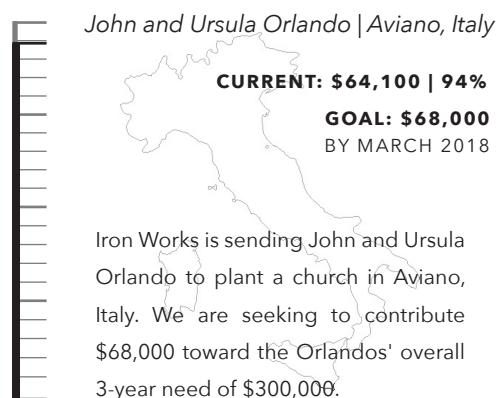 John and Ursula Orlando | Aviano, Italy
CURRENT: $64,100 | 94%
GOAL: $68,000
BY MARCH 2018
Iron Works is sending John and Ursula
Orlando to plant a church in Aviano,
Italy. We are seeking to contribute
$68,000 toward the Orlandos' overall
3-year need of $300,000.